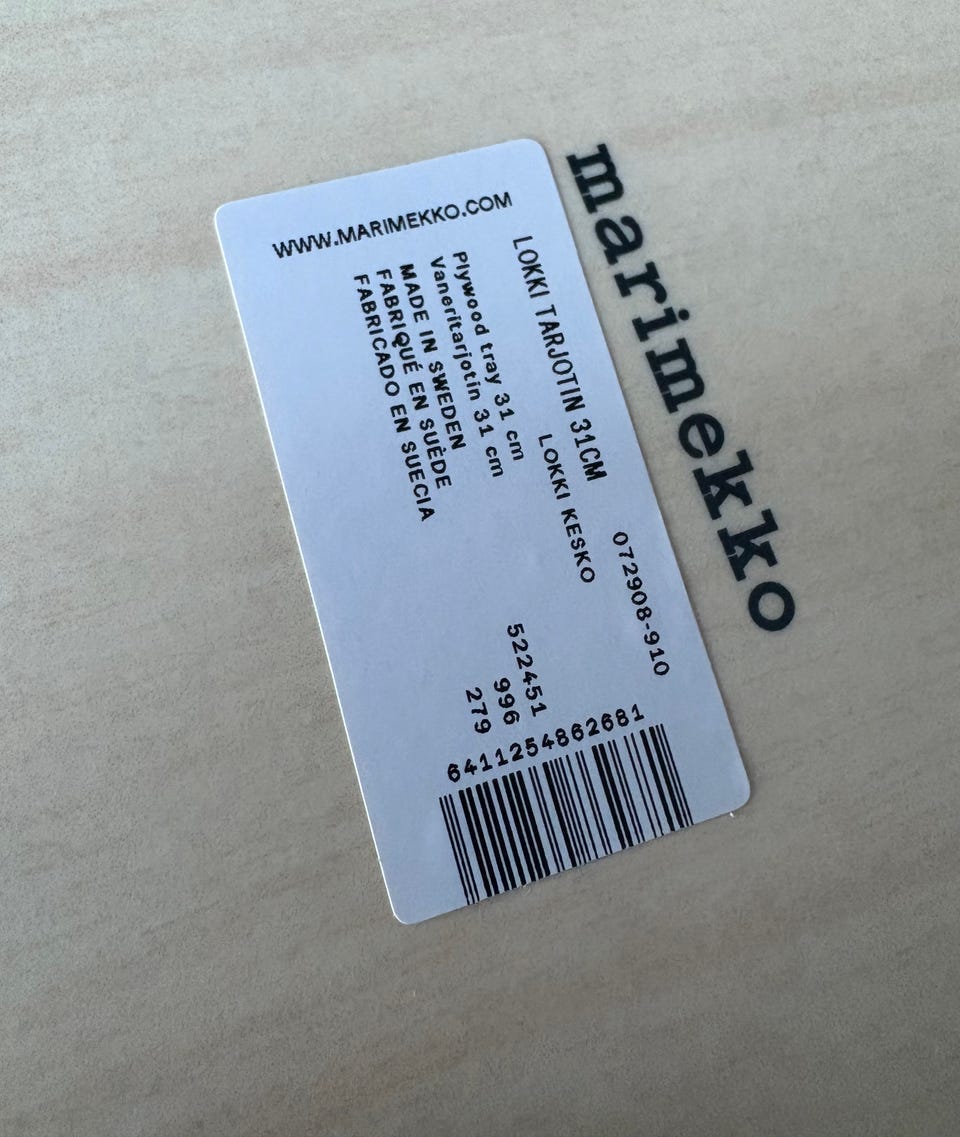 marimekko
WWW.MARIMEKKO.COM
LOKKI TARJOTIN 31CM
072908-910
LOKKI KESKO
Plywood tray 31 cm
Vaneritarjotin 31 cm
MADE IN SWEDEN
FABRIQUÉ EN SUÈDE
FABRICADO EN SUECIA
522451
996
279
6411254862681